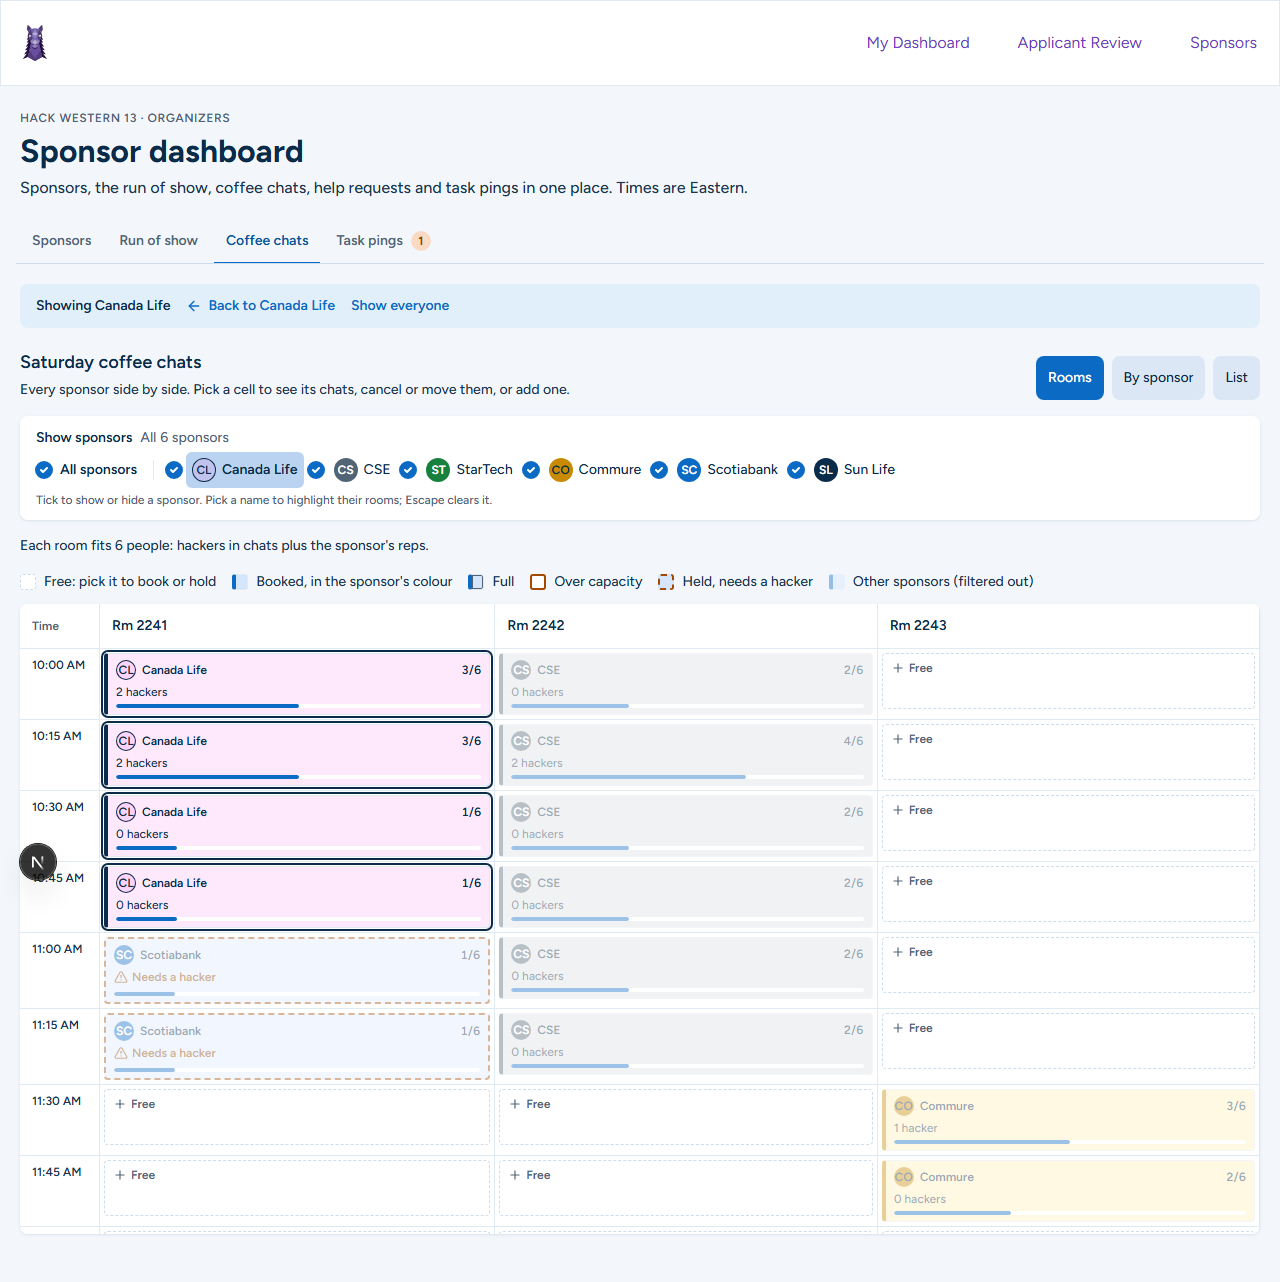 My Dashboard Applicant Review Sponsors
HACK WESTERN 13 · ORGANIZERS
Sponsor dashboard
Sponsors, the run of show, coffee chats, help requests and task pings in one place. Times are Eastern.
Sponsors Run of show Coffee chats Task pings 1
Showing Canada Life ← Back to Canada Life Show everyone
Saturday coffee chats
Every sponsor side by side. Pick a cell to see its chats, cancel or move them, or add one.
Rooms By sponsor List
Show sponsors All 6 sponsors
All sponsors CL Canada Life CS CSE ST StarTech CO Commure SC Scotiabank SL Sun Life
Tick to show or hide a sponsor. Pick a name to highlight their rooms; Escape clears it.
Each room fits 6 people: hackers in chats plus the sponsor's reps.
Free: pick it to book or hold Booked, in the sponsor's colour Full Over capacity Held, needs a hacker Other sponsors (filtered out)
Time Rm 2241 Rm 2242 Rm 2243
10:00 AM CL Canada Life 3/6 CS CSE 2/6 + Free
2 hackers 0 hackers
10:15 AM CL Canada Life 3/6 CS CSE 4/6 + Free
2 hackers 2 hackers
10:30 AM CL Canada Life 1/6 CS CSE 2/6 + Free
0 hackers 0 hackers
N
10:45 AM CL Canada Life 1/6 CS CSE 2/6 + Free
0 hackers 0 hackers
11:00 AM SC Scotiabank 1/6 CS CSE 2/6 + Free
Needs a hacker 0 hackers
11:15 AM SC Scotiabank 1/6 CS CSE 2/6 + Free
Needs a hacker 0 hackers
11:30 AM + Free + Free CO Commure 3/6
1 hacker
11:45 AM + Free + Free CO Commure 2/6
0 hackers